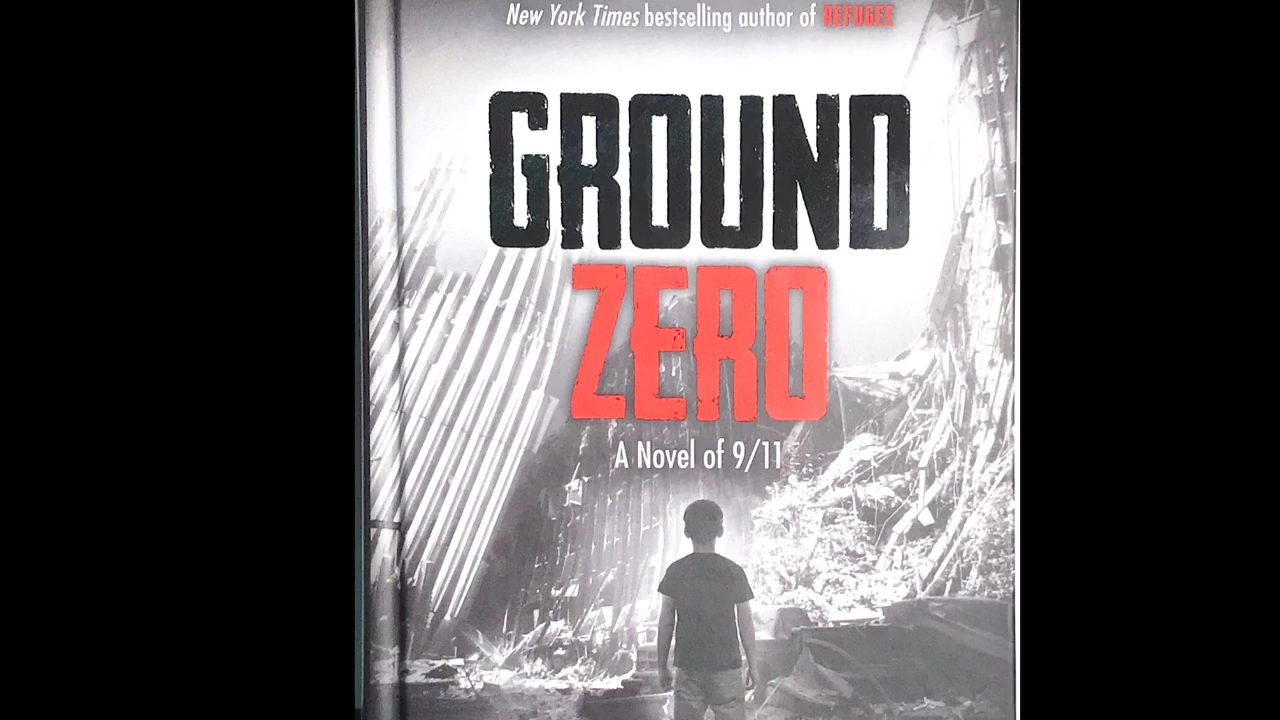 New York Times bestselling author of REFUGEE
GROUND
ZERO
A Novel of 9/11